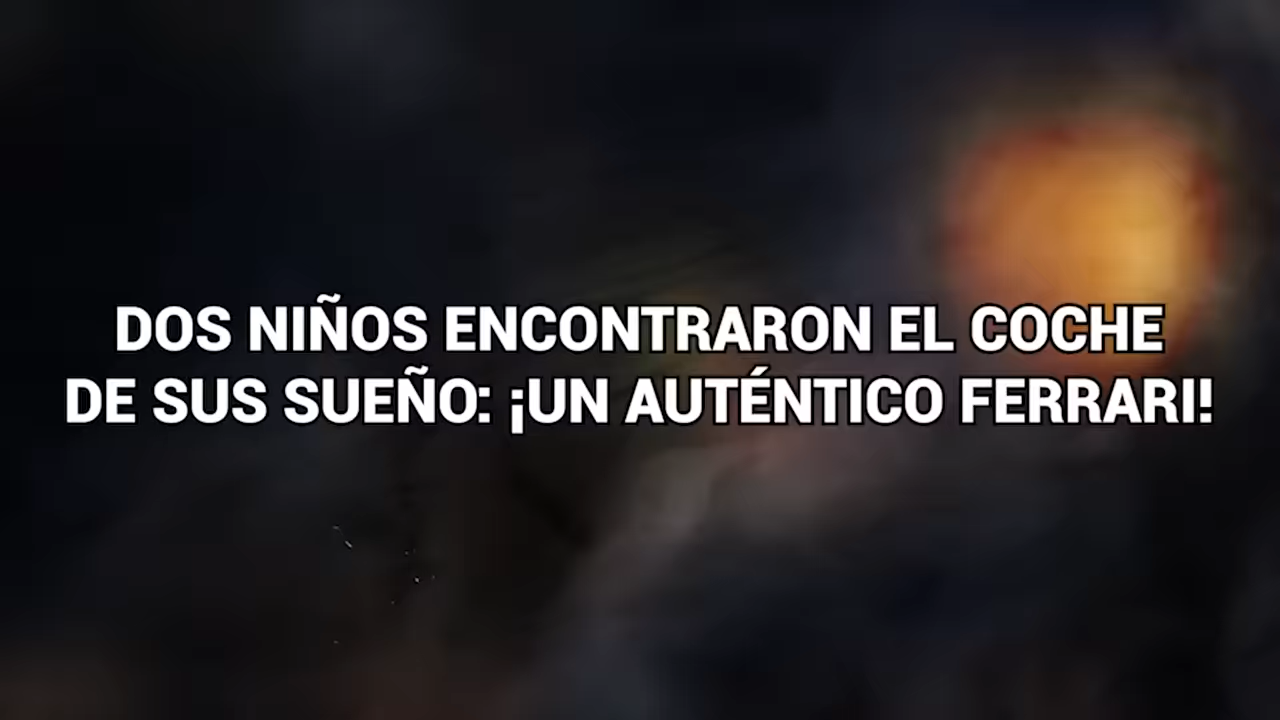 DOS NIÑOS ENCONTRARON EL COCHE
DE SUS SUEÑO: ¡UN AUTÉNTICO FERRARI!